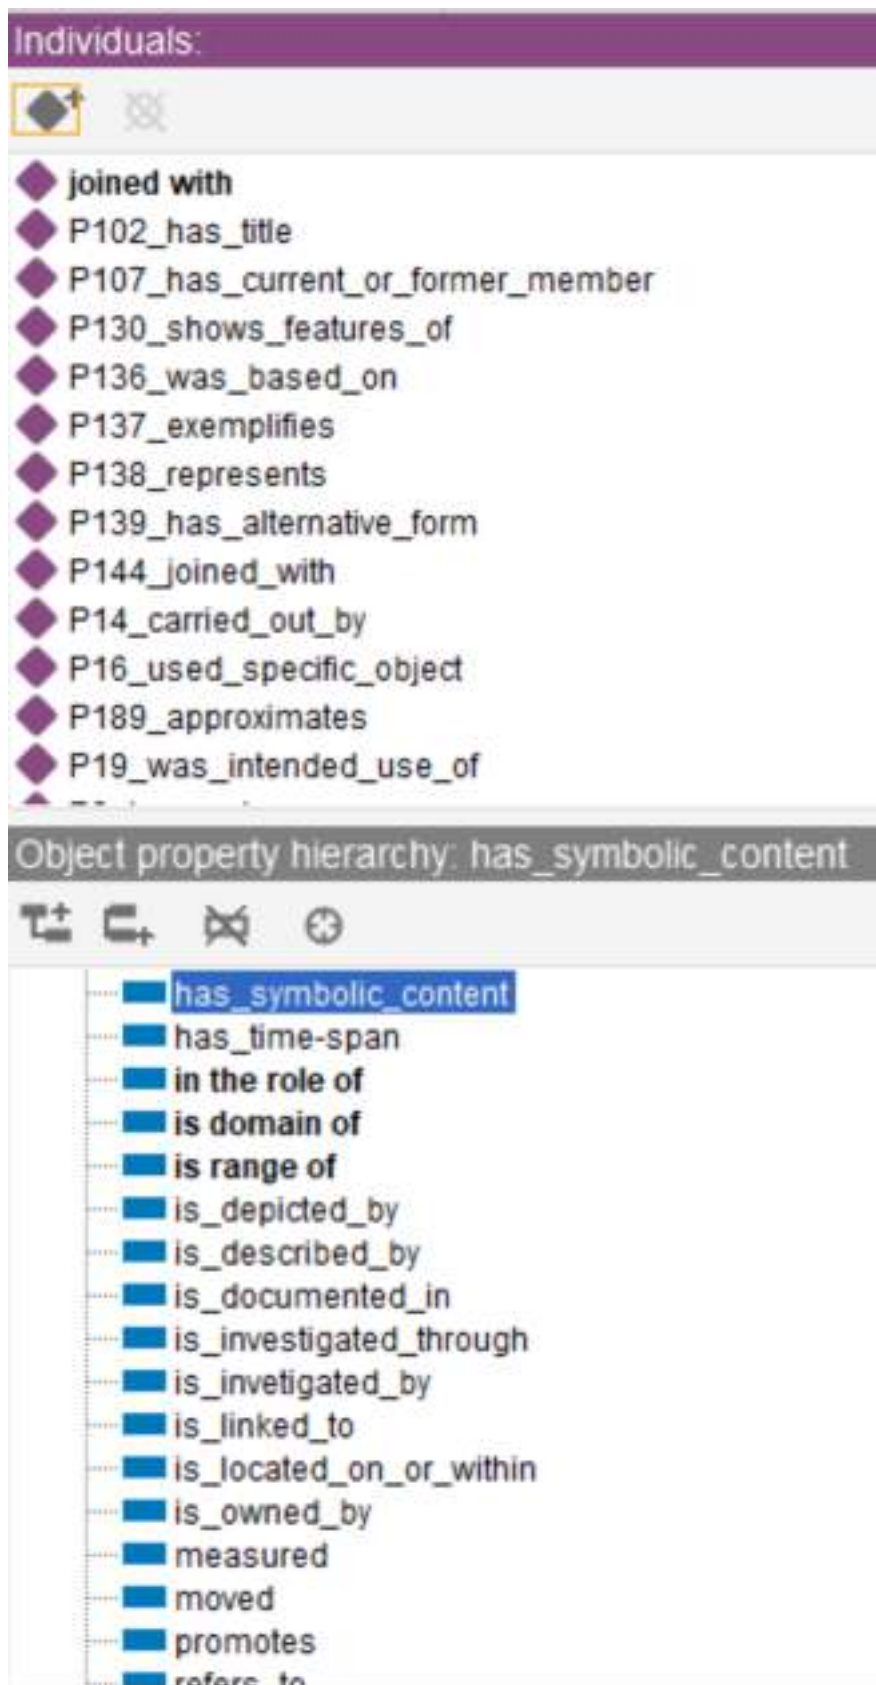 Individuals:
joined with
P102_has_title
P107_has_current_or_former_member
P130_shows_features_of
P136_was_based_on
P137_exemplifies
P138_represents
P139_has_alternative_form
P144_joined_with
P14_carried_out_by
P16_used_specific_object
P189_approximates
P19_was_intended_use_of
Object property hierarchy: has_symbolic_content
has_symbolic_content
has_time-span
in the role of
is domain of
is range of
is_depicted_by
is_described_by
is_documented_in
is_investigated_through
is_invetigated_by
is_linked_to
is_located_on_or_within
is_owned_by
measured
moved
promotes
refers_to